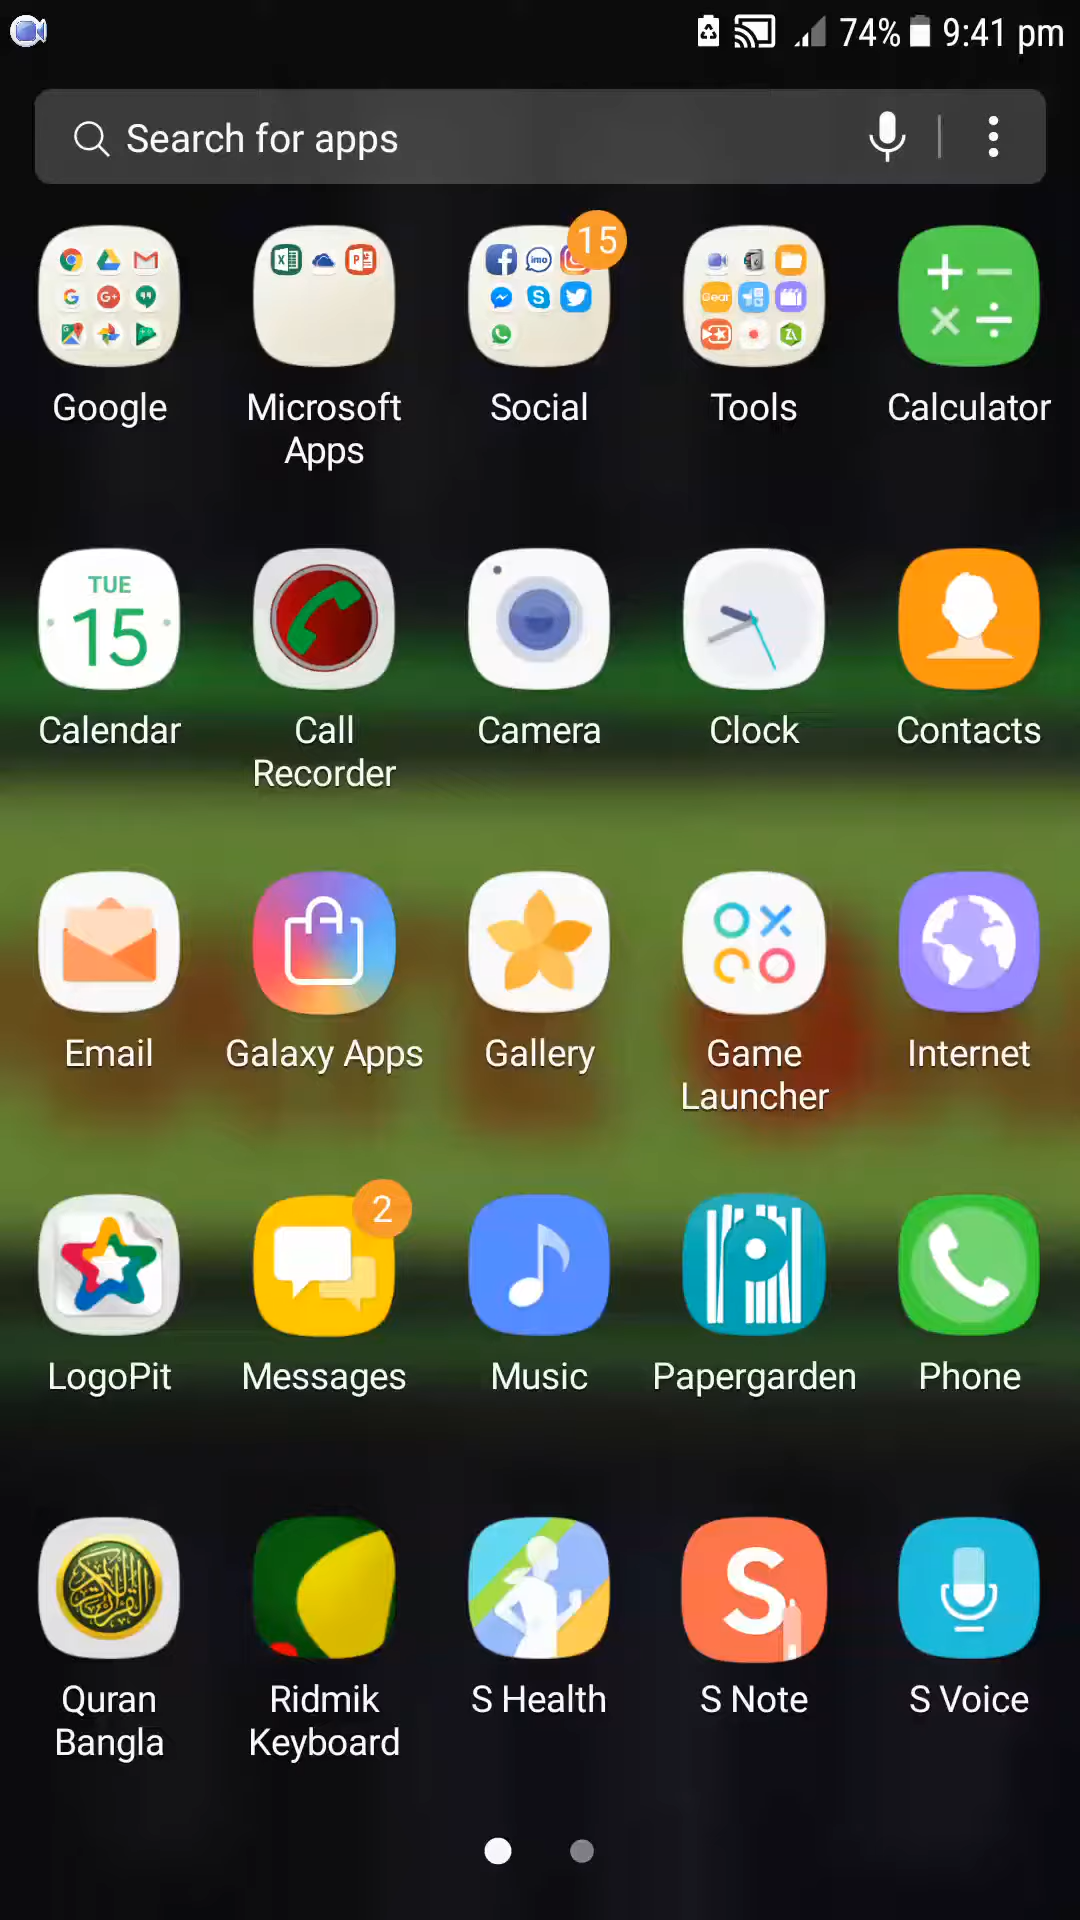 74% 9:41 pm
Search for apps
15
Google
Microsoft Apps
Social
Tools
Calculator
TUE
15
Calendar
Call Recorder
Camera
Clock
Contacts
Email
Galaxy Apps
Gallery
Game Launcher
Internet
2
LogoPit
Messages
Music
Papergarden
Phone
Quran Bangla
Ridmik Keyboard
S Health
S Note
S Voice